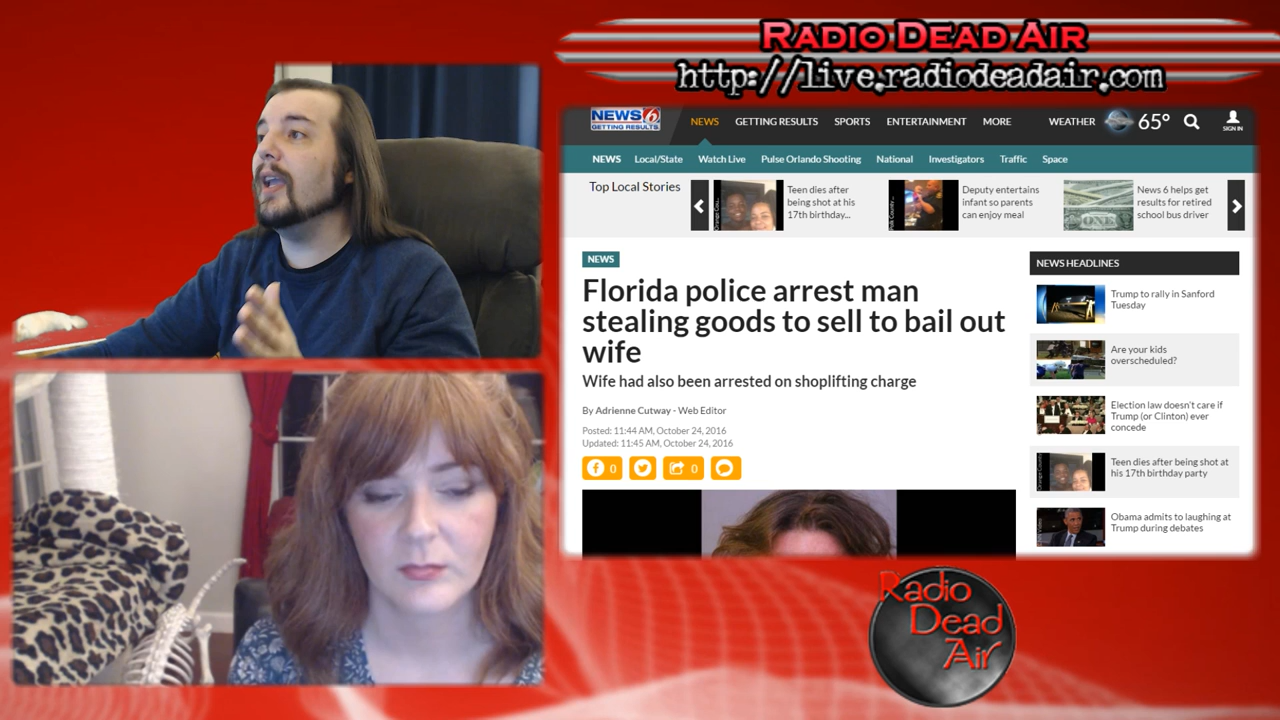 RADIO DEAD AIR
http://live.radiodeadair.com
NEWS 6
GETTING RESULTS
NEWS GETTING RESULTS SPORTS ENTERTAINMENT MORE WEATHER 65° SIGN IN
NEWS Local/State Watch Live Pulse Orlando Shooting National Investigators Traffic Space
Top Local Stories
Teen dies after
being shot at his
17th birthday...
Deputy entertains
infant so parents
can enjoy meal
News 6 helps get
results for retired
school bus driver
NEWS
Florida police arrest man
stealing goods to sell to bail out
wife
Wife had also been arrested on shoplifting charge
By Adrienne Cutway - Web Editor
Posted: 11:44 AM, October 24, 2016
Updated: 11:45 AM, October 24, 2016
0 0
NEWS HEADLINES
Trump to rally in Sanford
Tuesday
Are your kids
overscheduled?
Election law doesn't care if
Trump (or Clinton) ever
concede
Teen dies after being shot at
his 17th birthday party
Obama admits to laughing at
Trump during debates
Radio
Dead
Air